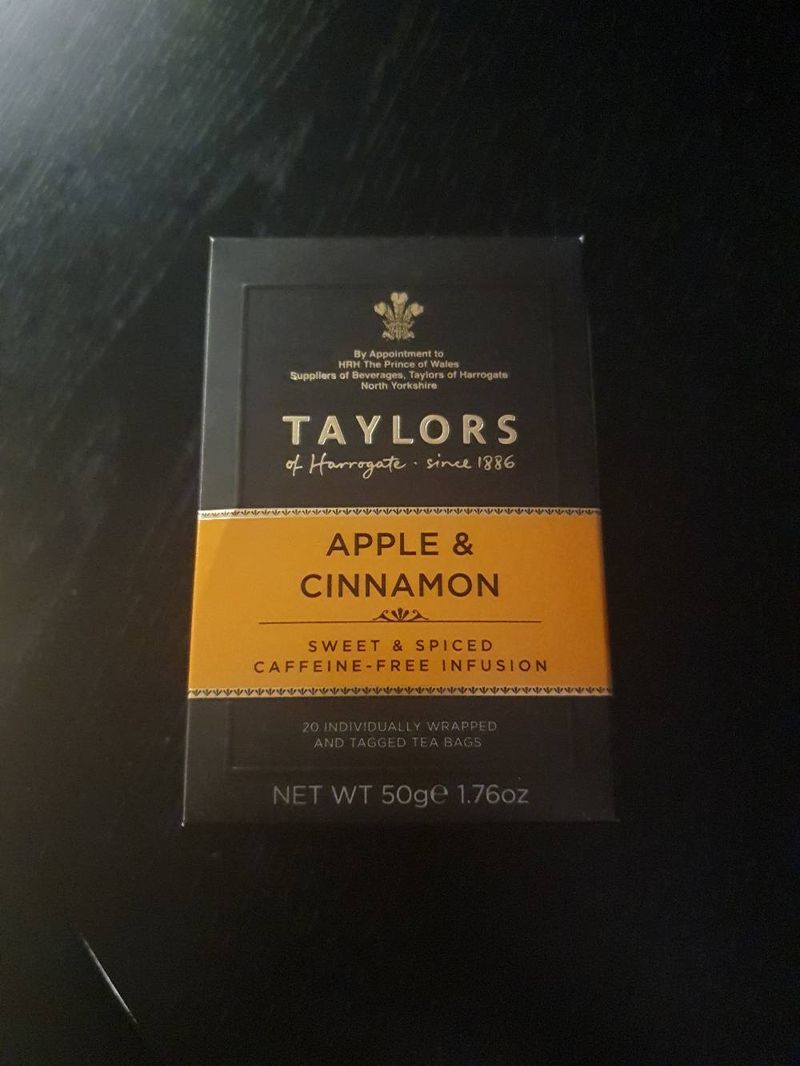 By Appointment to
HRH The Prince of Wales
Suppliers of Beverages, Taylors of Harrogate
North Yorkshire
TAYLORS
of Harrogate · since 1886
APPLE &
CINNAMON
SWEET & SPICED
CAFFEINE-FREE INFUSION
20 INDIVIDUALLY WRAPPED
AND TAGGED TEA BAGS
NET WT 50g℮ 1.76oz